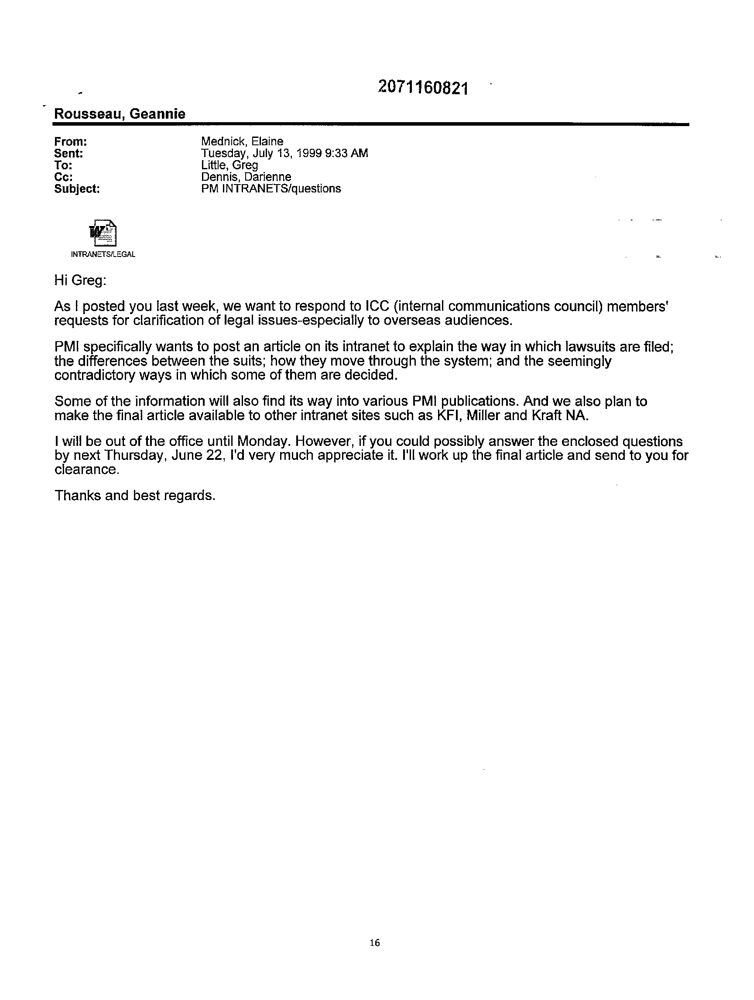 2071160821
Rousseau, Geannie
From: Mednick, Elaine
Sent: Tuesday, July 13, 1999 9:33 AM
To: Little, Greg
Cc: Dennis, Darienne
Subject: PM INTRANETS/questions
INTRANETS/LEGAL
Hi Greg:
As I posted you last week, we want to respond to ICC (internal communications council) members'
requests for clarification of legal issues-especially to overseas audiences.
PMI specifically wants to post an article on its intranet to explain the way in which lawsuits are filed;
the differences between the suits; how they move through the system; and the seemingly
contradictory ways in which some of them are decided.
Some of the information will also find its way into various PMI publications. And we also plan to
make the final article available to other intranet sites such as KFI, Miller and Kraft NA.
I will be out of the office until Monday. However, if you could possibly answer the enclosed questions
by next Thursday, June 22, I'd very much appreciate it. I'll work up the final article and send to you for
clearance.
Thanks and best regards.
16